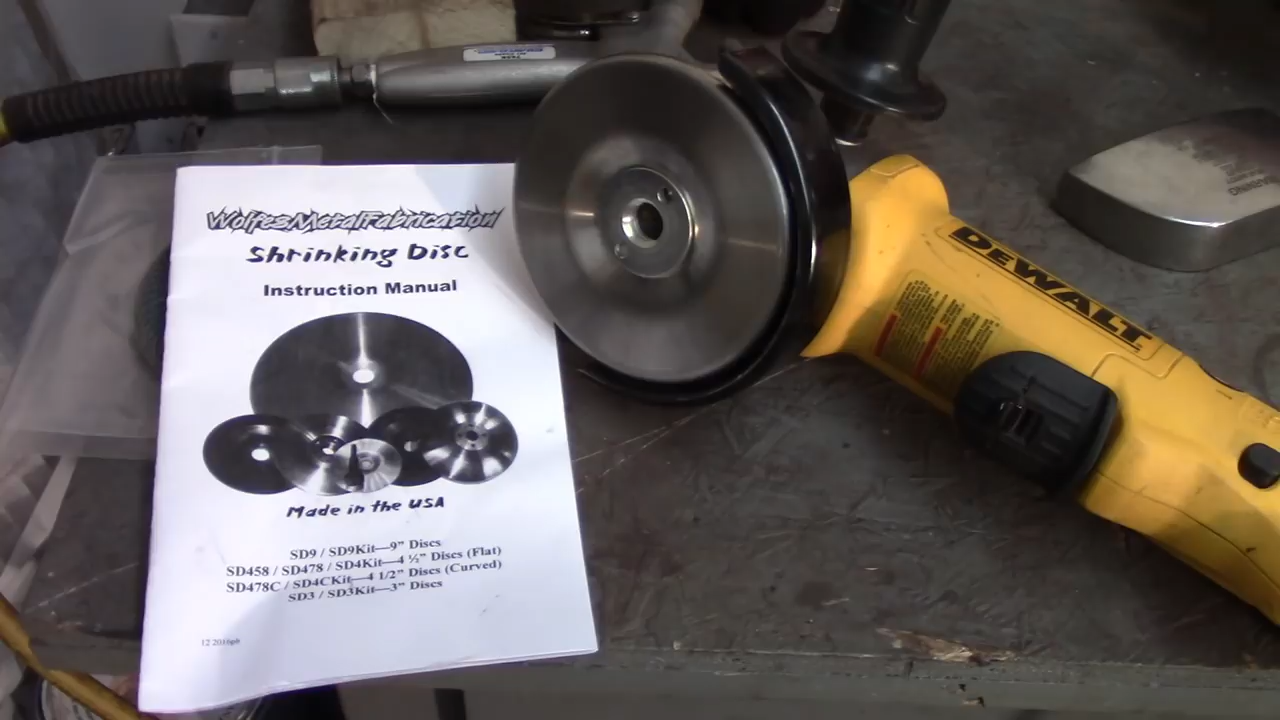 WolfesMetalFabrication
Shrinking Disc
Instruction Manual
Made in the USA
SD9 / SD9Kit—9” Discs
SD458 / SD478 / SD4Kit—4 ½” Discs (Flat)
SD478C / SD4CKit—4 1/2” Discs (Curved)
SD3 / SD3Kit—3” Discs
DEWALT